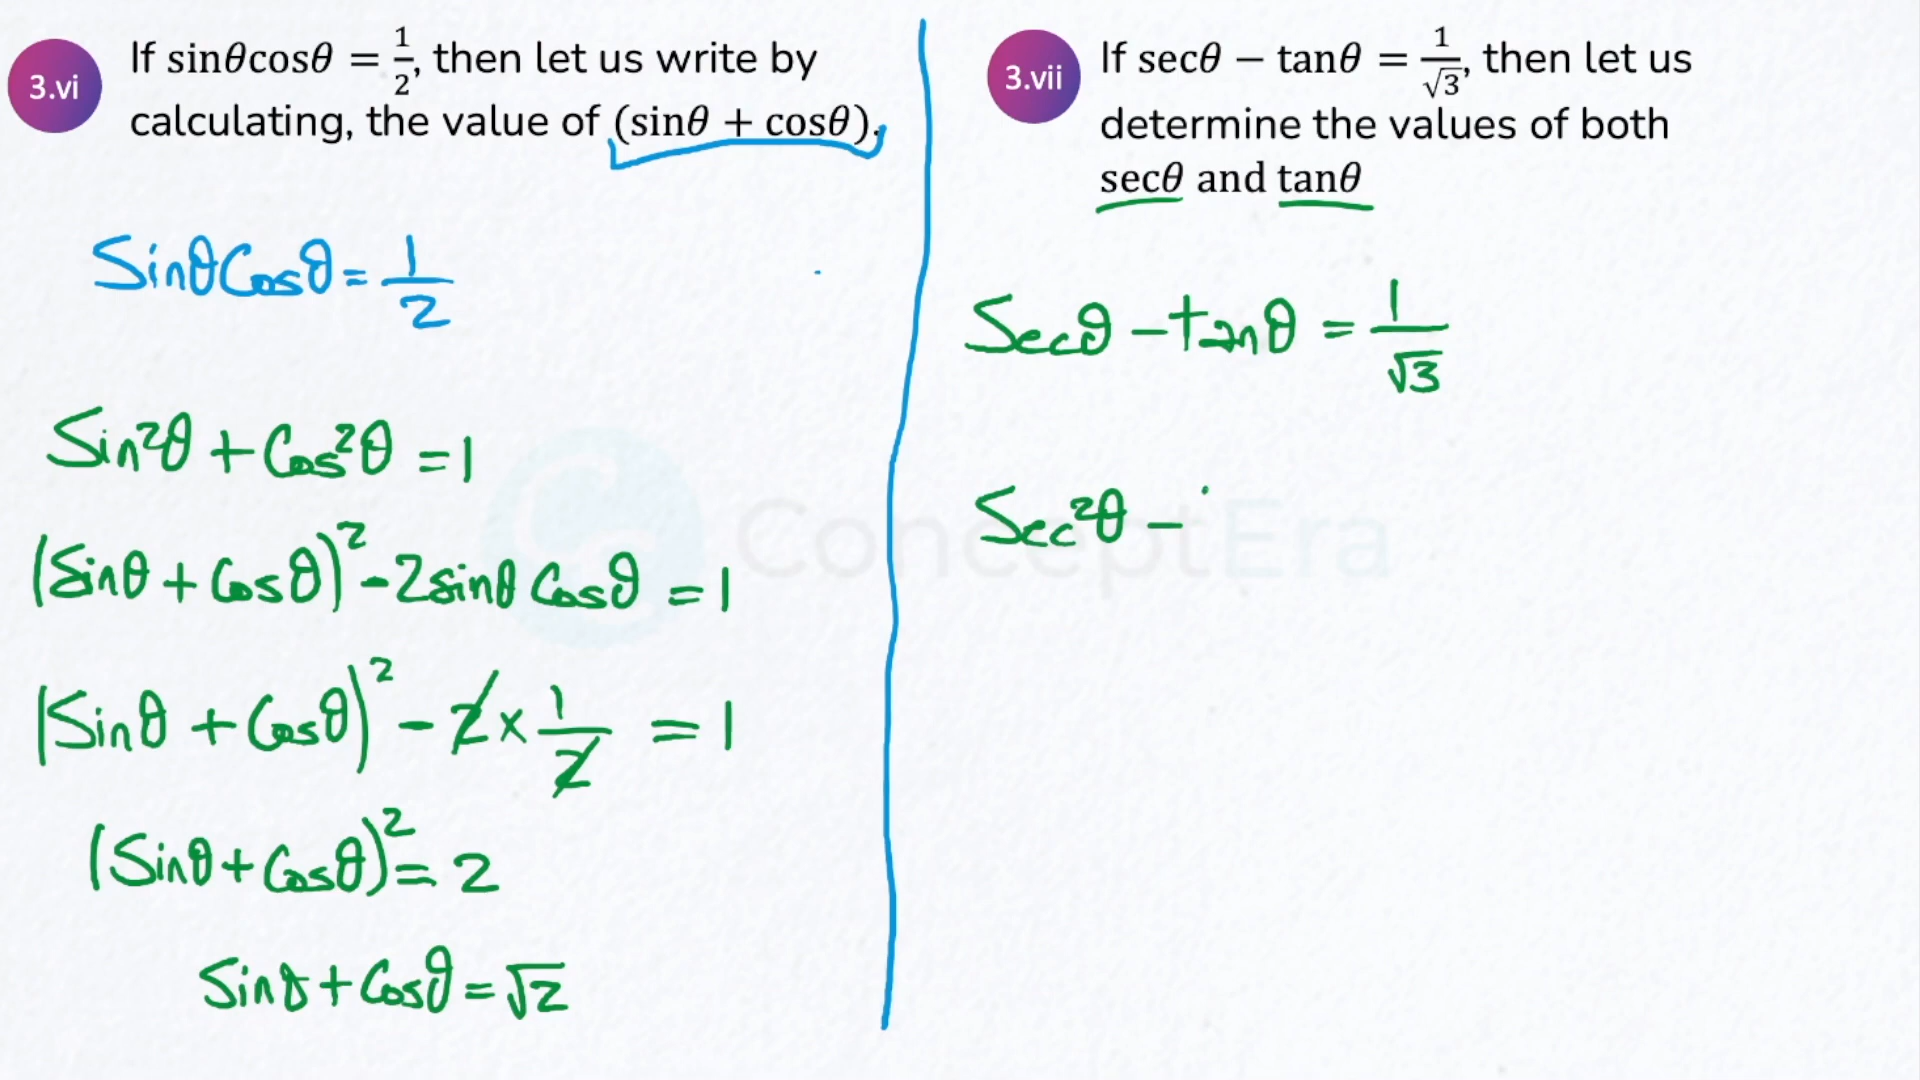 3.vi
If sinθcosθ = 1/2, then let us write by
calculating, the value of (sinθ + cosθ).
Sinθ Cosθ = 1/2
Sin²θ + Cos²θ = 1
(Sinθ + Cosθ)² - 2sinθ Cosθ = 1
(Sinθ + Cosθ)² - 2 × 1/2 = 1
(Sinθ + Cosθ)² = 2
Sinθ + Cosθ = √2
3.vii
If secθ − tanθ = 1/√3, then let us
determine the values of both
secθ and tanθ
Secθ - tanθ = 1/√3
Sec²θ -
ConceptEra